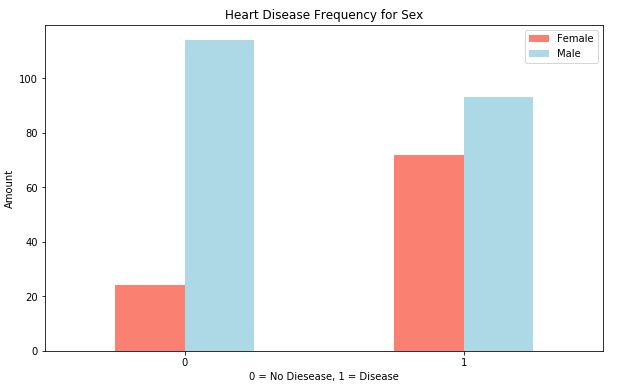 Heart Disease Frequency for Sex
Female
Male
Amount
100
80
60
40
20
0
0
1
0 = No Diesease, 1 = Disease